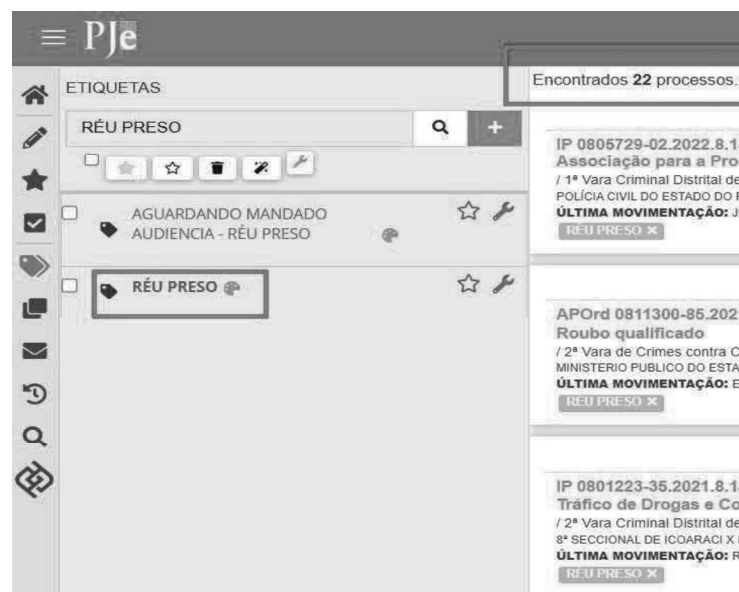 PJe
ETIQUETAS
RÉU PRESO
AGUARDANDO MANDADO
AUDIENCIA - RÉU PRESO
RÉU PRESO
Encontrados 22 processos.
IP 0805729-02.2022.8.1
Associação para a Pro
/ 1ª Vara Criminal Distrital de
POLÍCIA CIVIL DO ESTADO DO
ÚLTIMA MOVIMENTAÇÃO: J
RÉU PRESO ×
APOrd 0811300-85.202
Roubo qualificado
/ 2ª Vara de Crimes contra C
MINISTERIO PUBLICO DO ESTA
ÚLTIMA MOVIMENTAÇÃO: E
RÉU PRESO ×
IP 0801223-35.2021.8.1
Tráfico de Drogas e Co
/ 2ª Vara Criminal Distrital de
8ª SECCIONAL DE ICOARACI X
ÚLTIMA MOVIMENTAÇÃO: R
RÉU PRESO ×